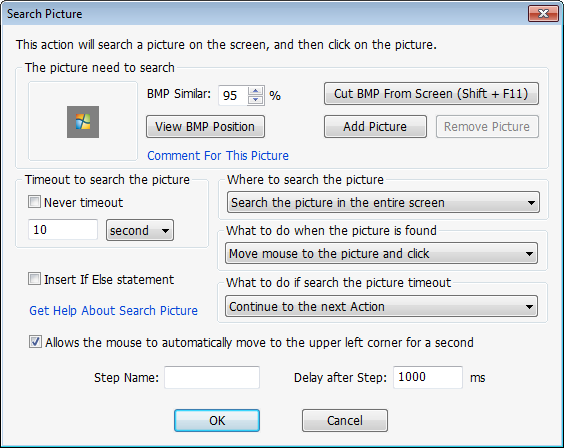 Search Picture
This action will search a picture on the screen, and then click on the picture.
The picture need to search
BMP Similar: 95 %
Cut BMP From Screen (Shift + F11)
View BMP Position
Add Picture
Remove Picture
Comment For This Picture
Timeout to search the picture
Never timeout
10 second
Where to search the picture
Search the picture in the entire screen
What to do when the picture is found
Move mouse to the picture and click
Insert If Else statement
What to do if search the picture timeout
Continue to the next Action
Get Help About Search Picture
Allows the mouse to automatically move to the upper left corner for a second
Step Name:
Delay after Step: 1000 ms
OK
Cancel